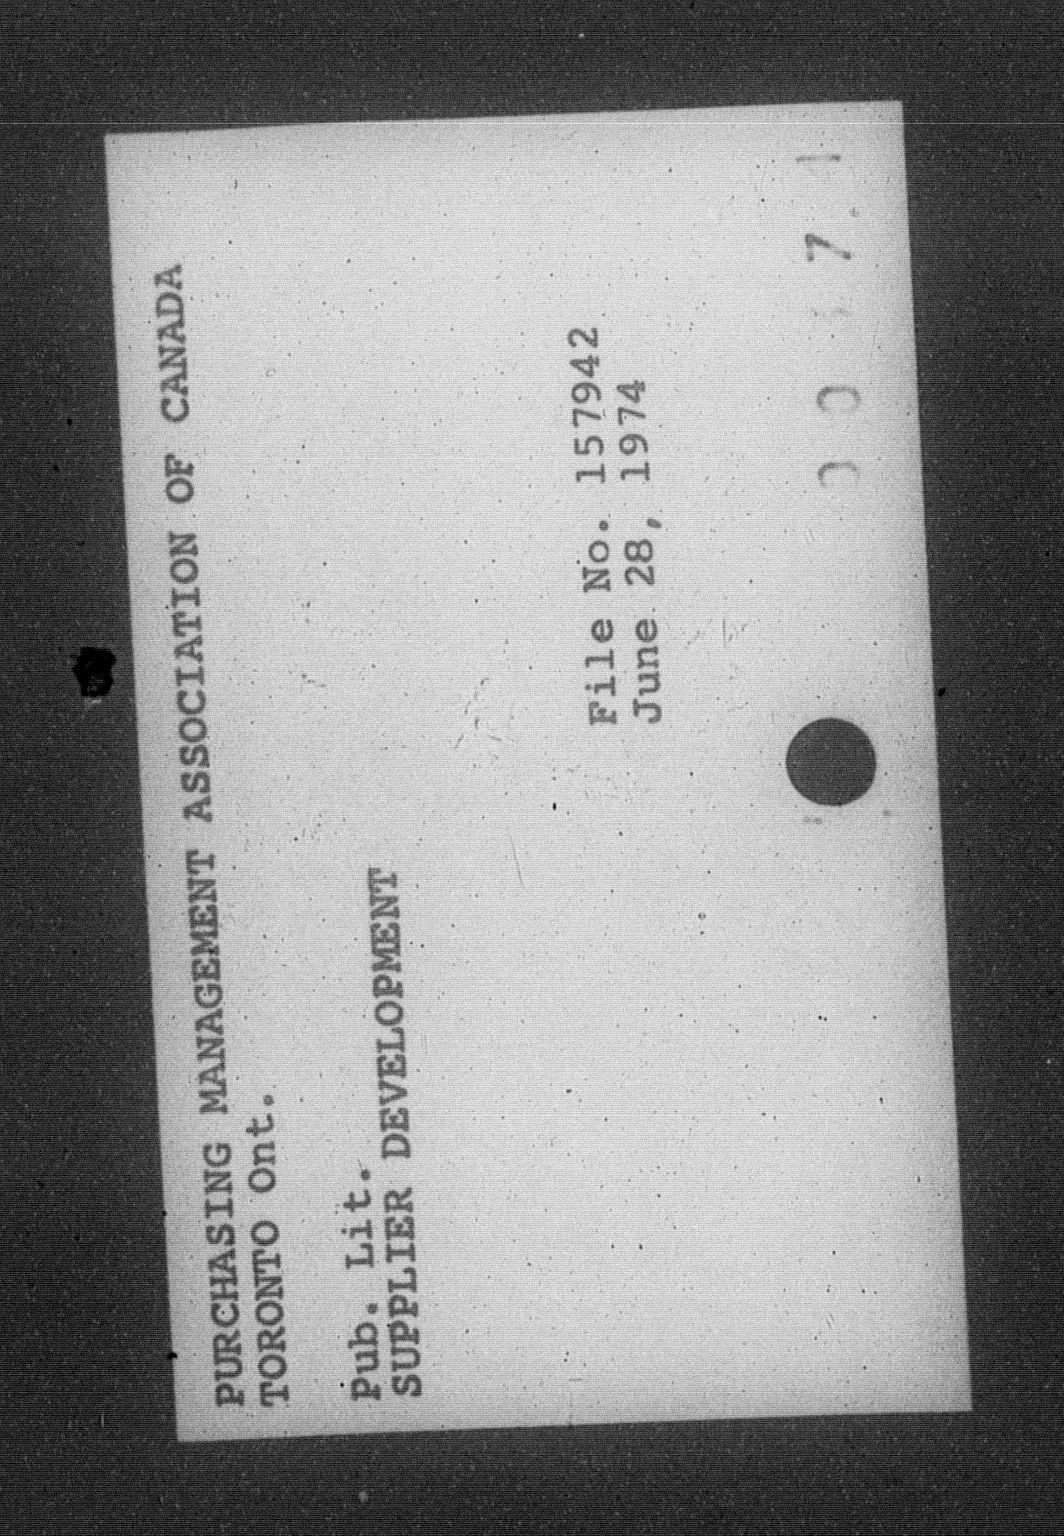 PURCHASING MANAGEMENT ASSOCIATION OF CANADA
TORONTO Ont.
Pub. Lit.
SUPPLIER DEVELOPMENT
File No. 157942
June 28, 1974